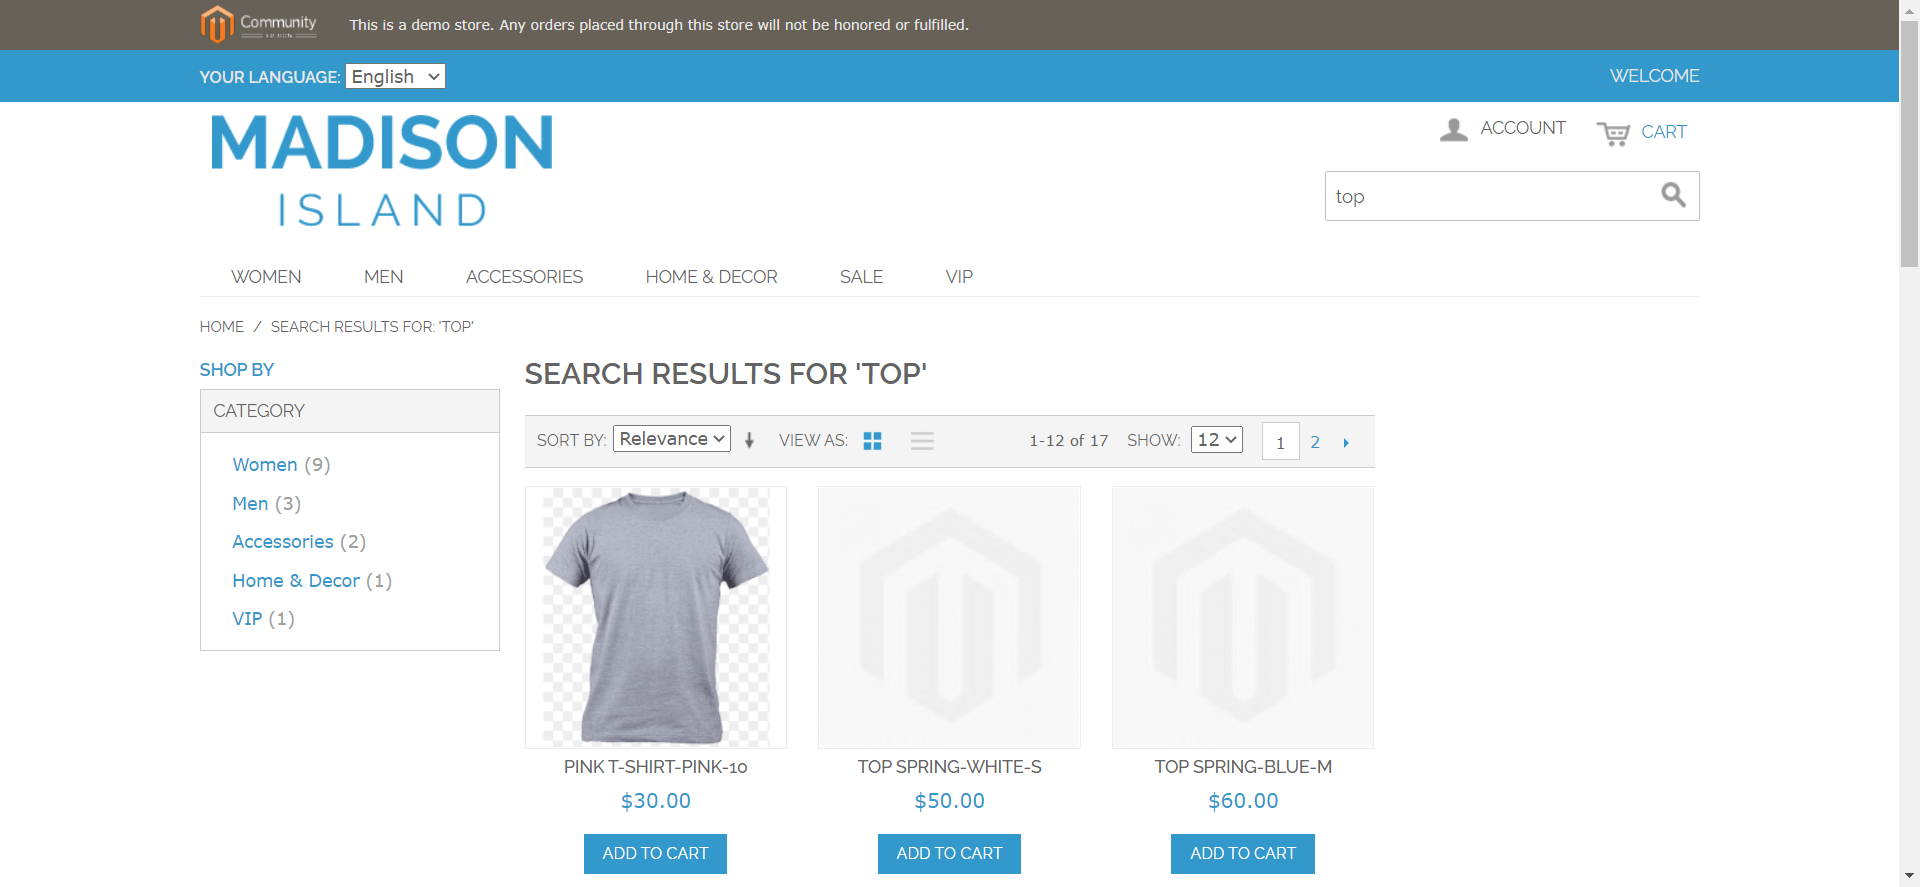 Community
This is a demo store. Any orders placed through this store will not be honored or fulfilled.
YOUR LANGUAGE: English
WELCOME
MADISON
ISLAND
ACCOUNT
CART
top
WOMEN
MEN
ACCESSORIES
HOME & DECOR
SALE
VIP
HOME / SEARCH RESULTS FOR: 'TOP'
SHOP BY
CATEGORY
Women (9)
Men (3)
Accessories (2)
Home & Decor (1)
VIP (1)
SEARCH RESULTS FOR 'TOP'
SORT BY: Relevance
VIEW AS:
1-12 of 17
SHOW: 12
1
2
PINK T-SHIRT-PINK-10
$30.00
ADD TO CART
TOP SPRING-WHITE-S
$50.00
ADD TO CART
TOP SPRING-BLUE-M
$60.00
ADD TO CART